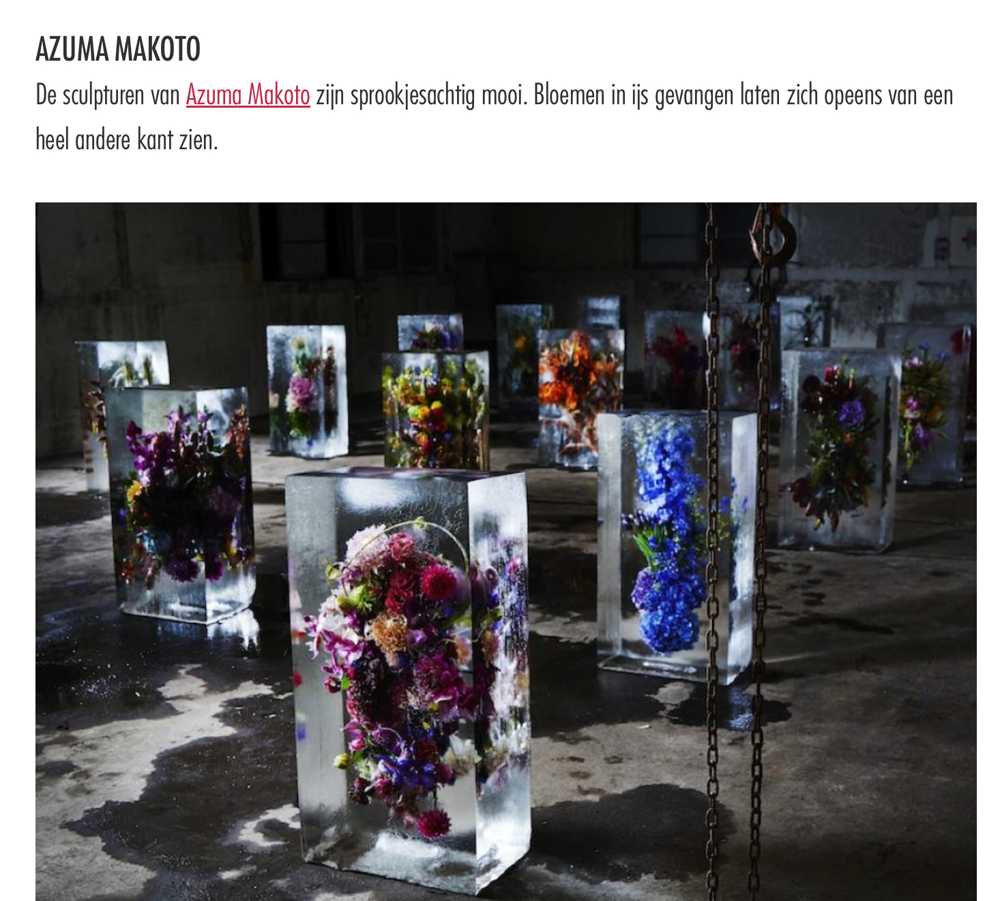 AZUMA MAKOTO
De sculpturen van Azuma Makoto zijn sprookjesachtig mooi. Bloemen in ijs gevangen laten zich opeens van een
heel andere kant zien.